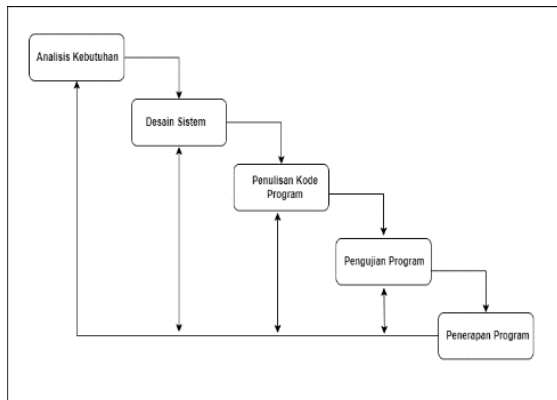 Analisis Kebutuhan
Desain Sistem
Penulisan Kode
Program
Pengujian Program
Penerapan Program